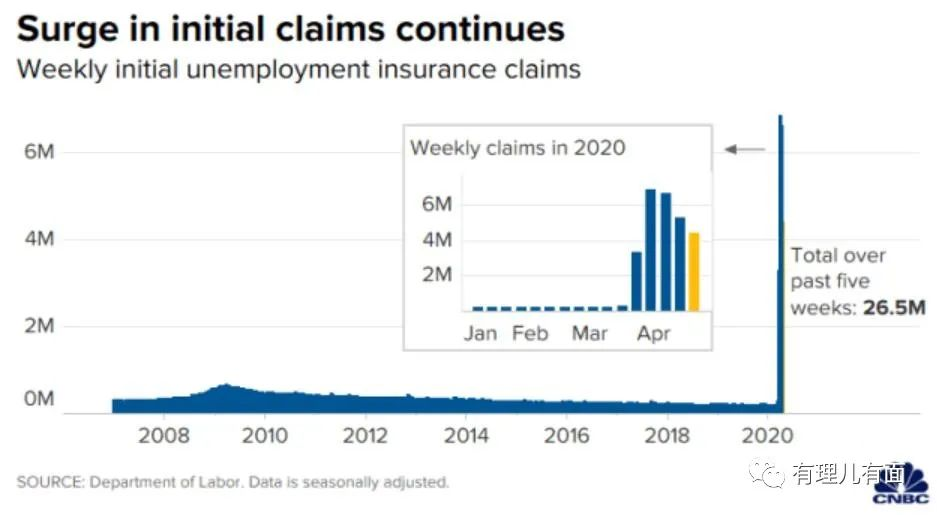 Surge in initial claims continues
Weekly initial unemployment insurance claims
6M
4M
2M
0M
Weekly claims in 2020
6M
4M
2M
Jan Feb Mar Apr
Total over
past five
weeks: 26.5M
2008 2010 2012 2014 2016 2018 2020
SOURCE: Department of Labor. Data is seasonally adjusted.
有理儿有面
CNBC